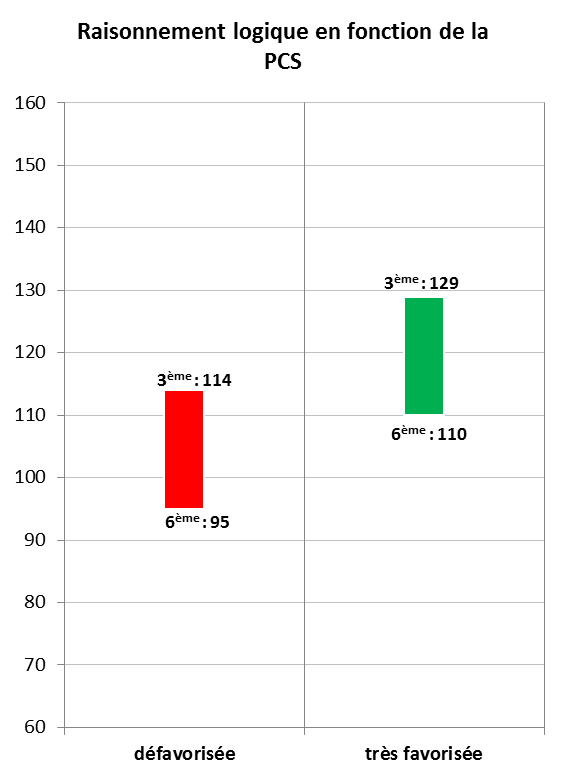 Raisonnement logique en fonction de la
PCS
160
150
140
130
120
110
100
90
80
70
60
3ème : 129
3ème : 114
6ème : 110
6ème : 95
défavorisée
très favorisée